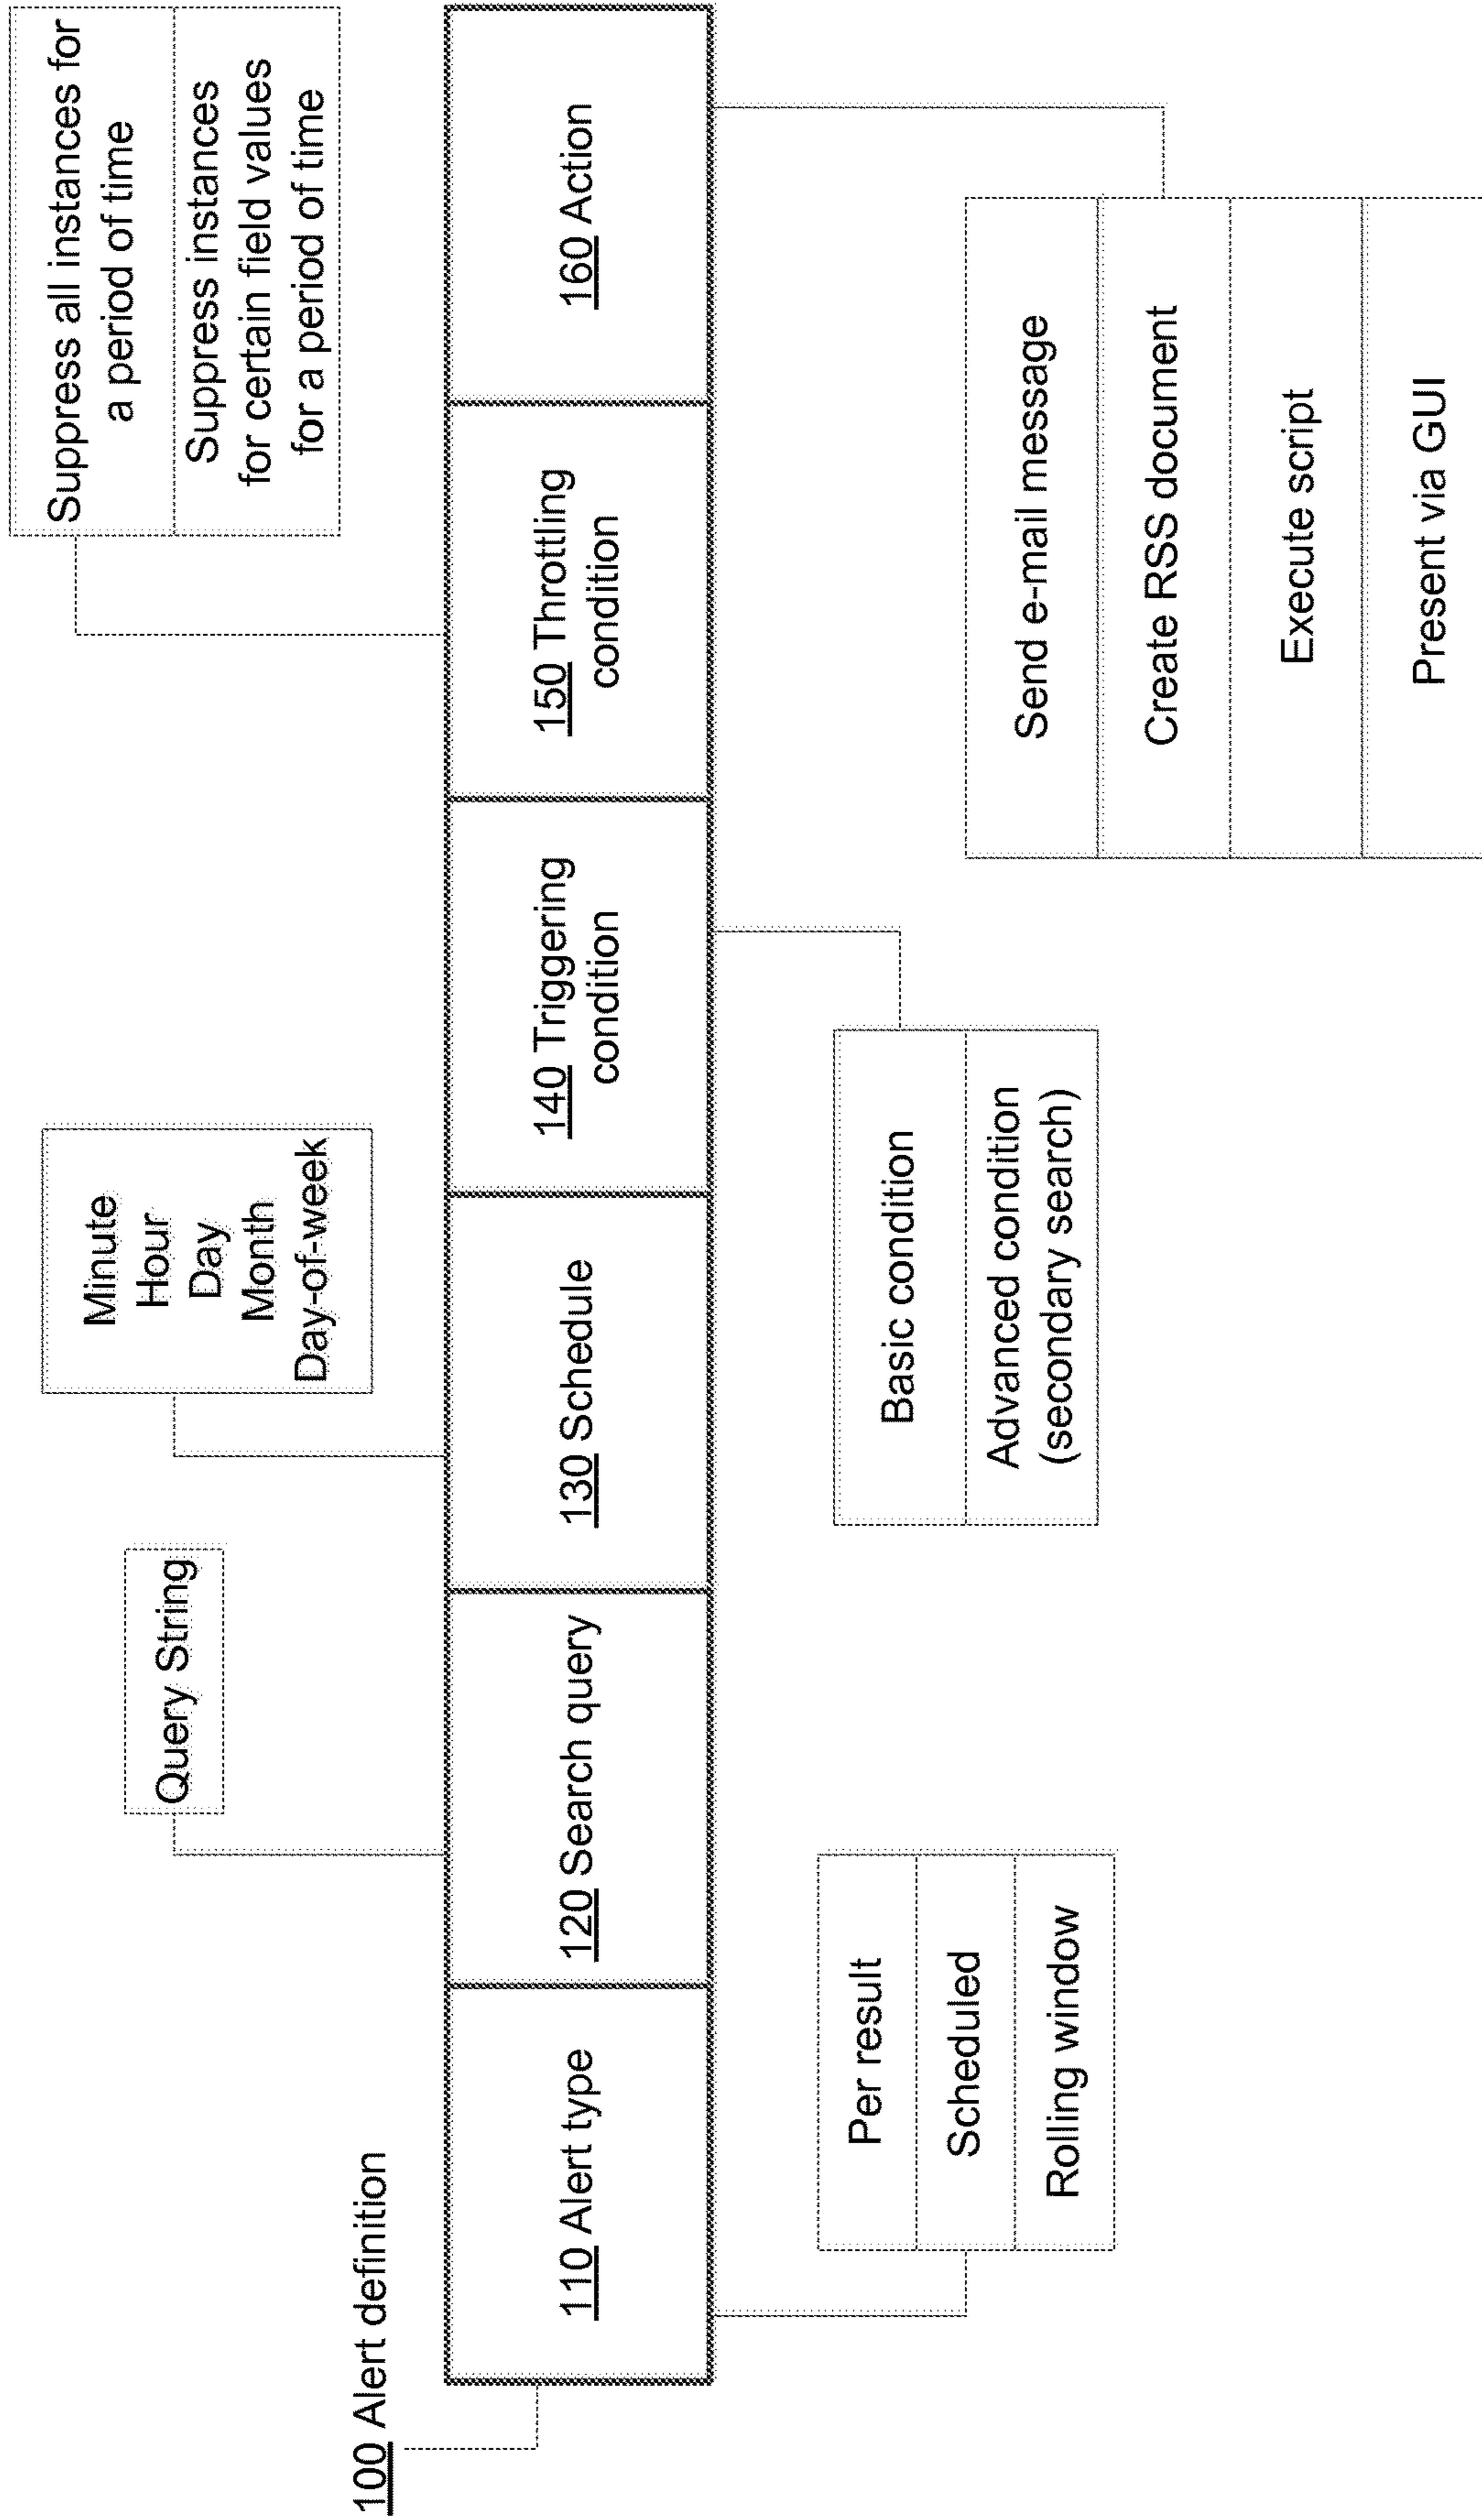 100 Alert definition
Query String
Minute
Hour
Day
Month
Day-of-week
Suppress all instances for
a period of time
Suppress instances
for certain field values
for a period of time
110 Alert type
120 Search query
130 Schedule
140 Triggering
condition
150 Throttling
condition
160 Action
Per result
Scheduled
Rolling window
Basic condition
Advanced condition
(secondary search)
Send e-mail message
Create RSS document
Execute script
Present via GUI